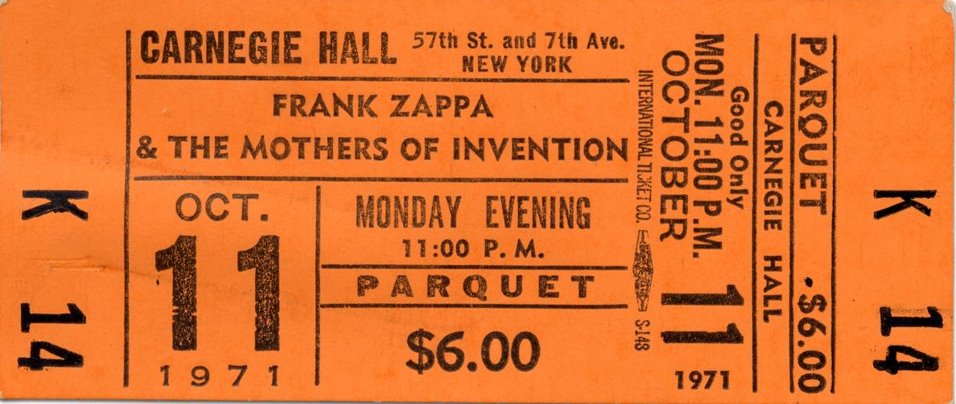 K 14
CARNEGIE HALL 57th St. and 7th Ave.
NEW YORK
FRANK ZAPPA
& THE MOTHERS OF INVENTION
OCT.
11
1971
MONDAY EVENING
11:00 P. M.
PARQUET
$6.00
INTERNATIONAL TICKET CO. S-148
OCTOBER 11
1971
MON. 11:00 P.M.
Good Only
CARNEGIE HALL
PARQUET . $6.00
K 14